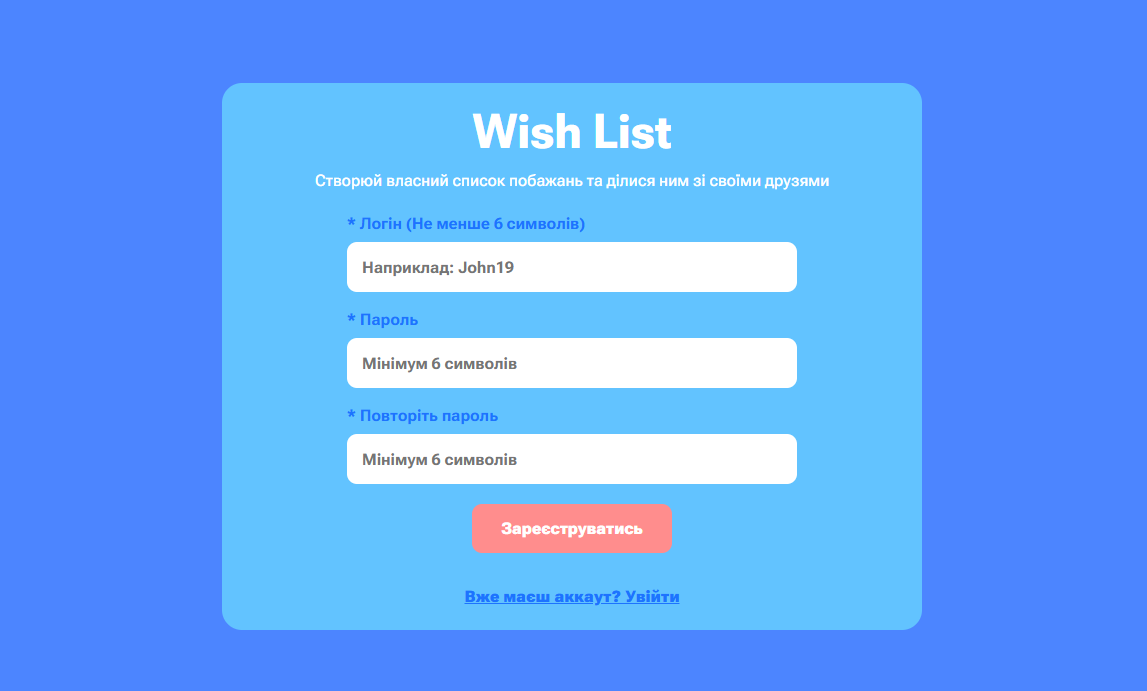 Wish List
Створюй власний список побажань та ділися ним зі своїми друзями
* Логін (Не менше 6 символів)
Наприклад: John19
* Пароль
Мінімум 6 символів
* Повторіть пароль
Мінімум 6 символів
Зареєструватись
Вже маєш аккаут? Увійти